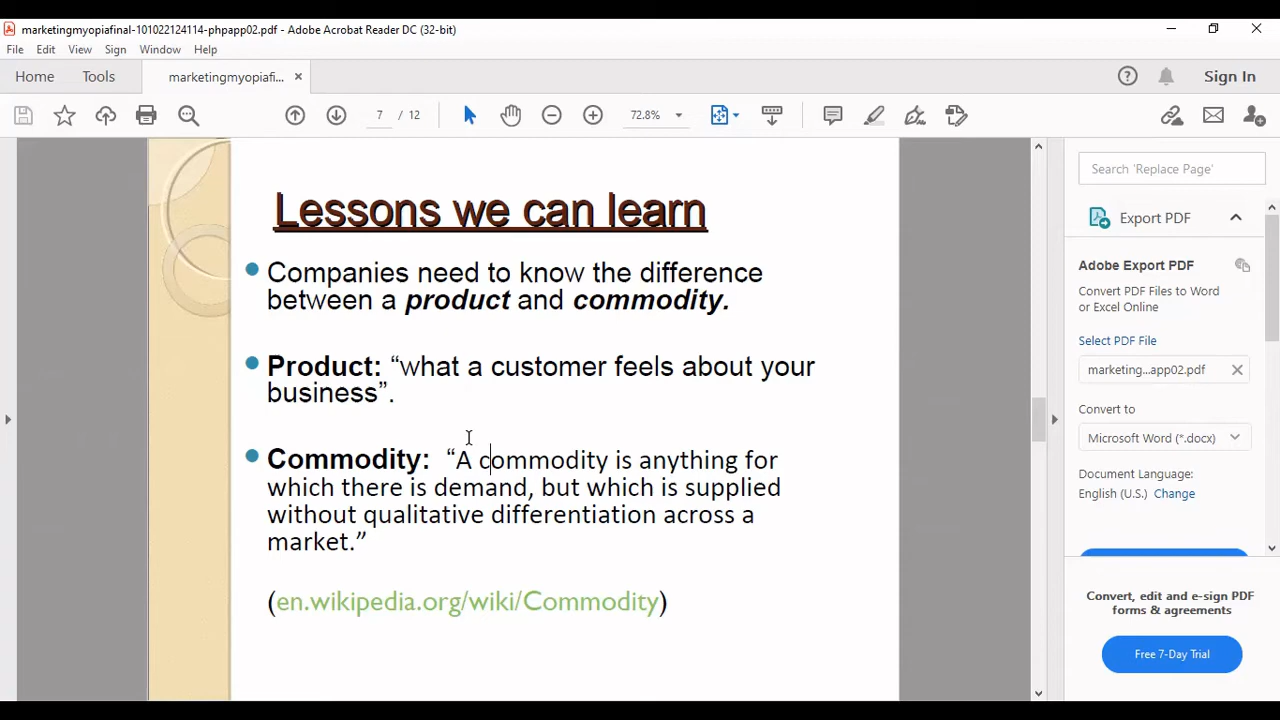 marketingmyopiafinal-101022124114-phpapp02.pdf - Adobe Acrobat Reader DC (32-bit)
File Edit View Sign Window Help
Home Tools marketingmyopiafi... × Sign In
7 / 12 72.8%
Lessons we can learn
Companies need to know the difference
between a product and commodity.
Product: “what a customer feels about your
business”.
Commodity: “A commodity is anything for
which there is demand, but which is supplied
without qualitative differentiation across a
market.”
(en.wikipedia.org/wiki/Commodity)
Search 'Replace Page'
Export PDF
Adobe Export PDF
Convert PDF Files to Word
or Excel Online
Select PDF File
marketing...app02.pdf
Convert to
Microsoft Word (*.docx)
Document Language:
English (U.S.) Change
Convert, edit and e-sign PDF
forms & agreements
Free 7-Day Trial